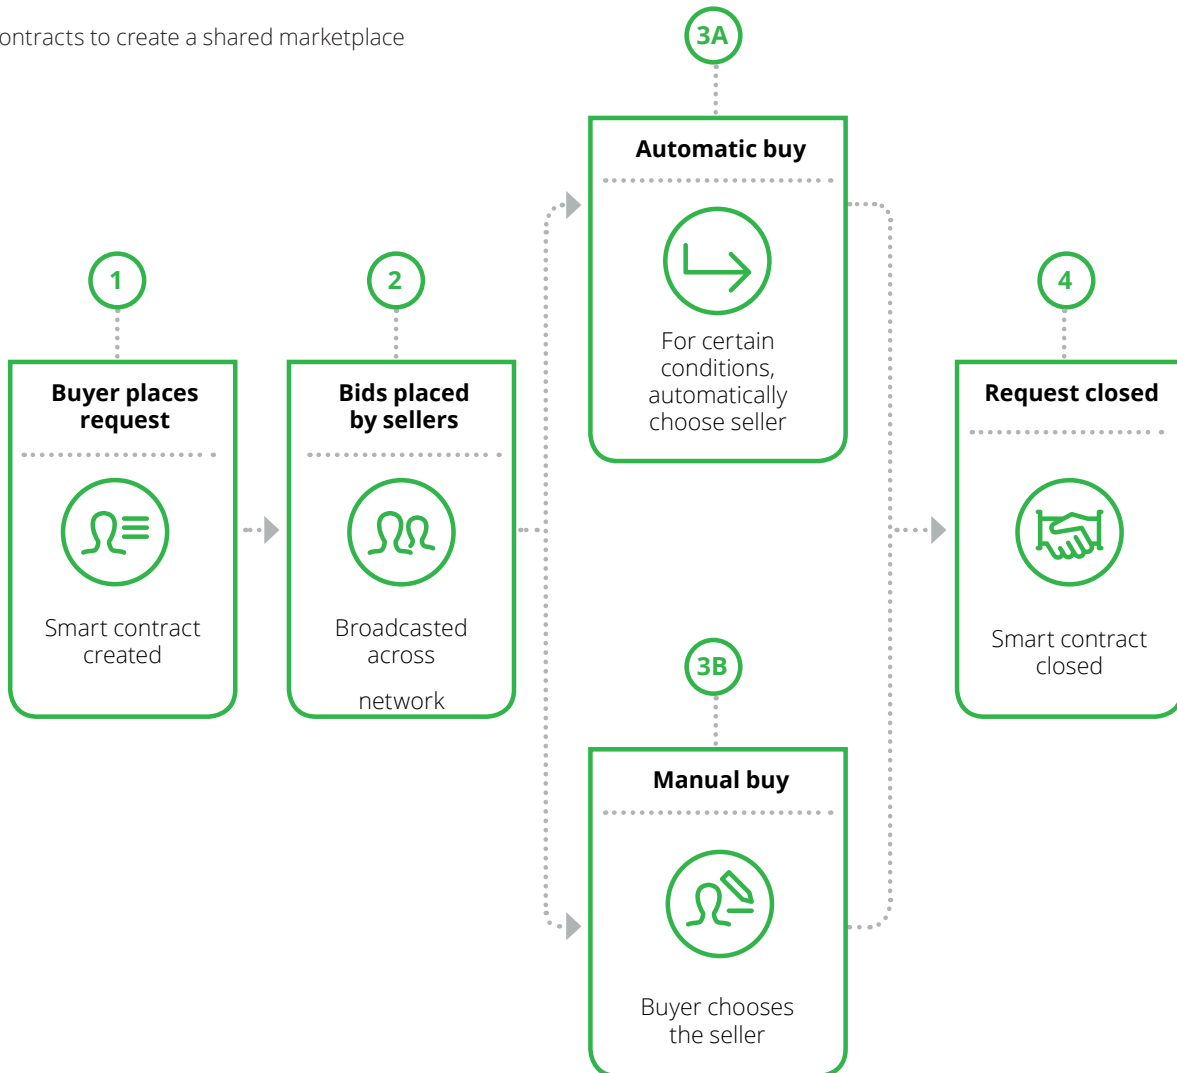 ontracts to create a shared marketplace
1
Buyer places
request
Smart contract
created
2
Bids placed
by sellers
Broadcasted
across
network
3A
Automatic buy
For certain
conditions,
automatically
choose seller
3B
Manual buy
Buyer chooses
the seller
4
Request closed
Smart contract
closed